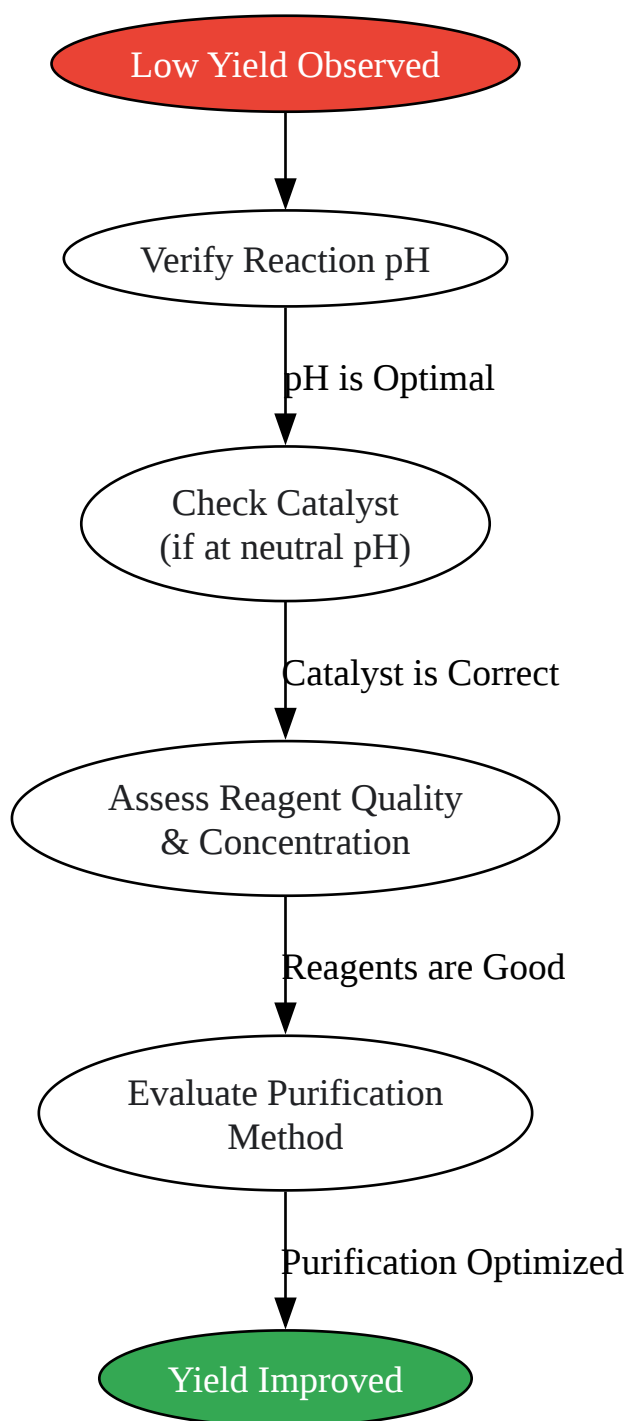 Low Yield Observed
Verify Reaction pH
pH is Optimal
Check Catalyst
(if at neutral pH)
Catalyst is Correct
Assess Reagent Quality
& Concentration
Reagents are Good
Evaluate Purification
Method
Purification Optimized
Yield Improved